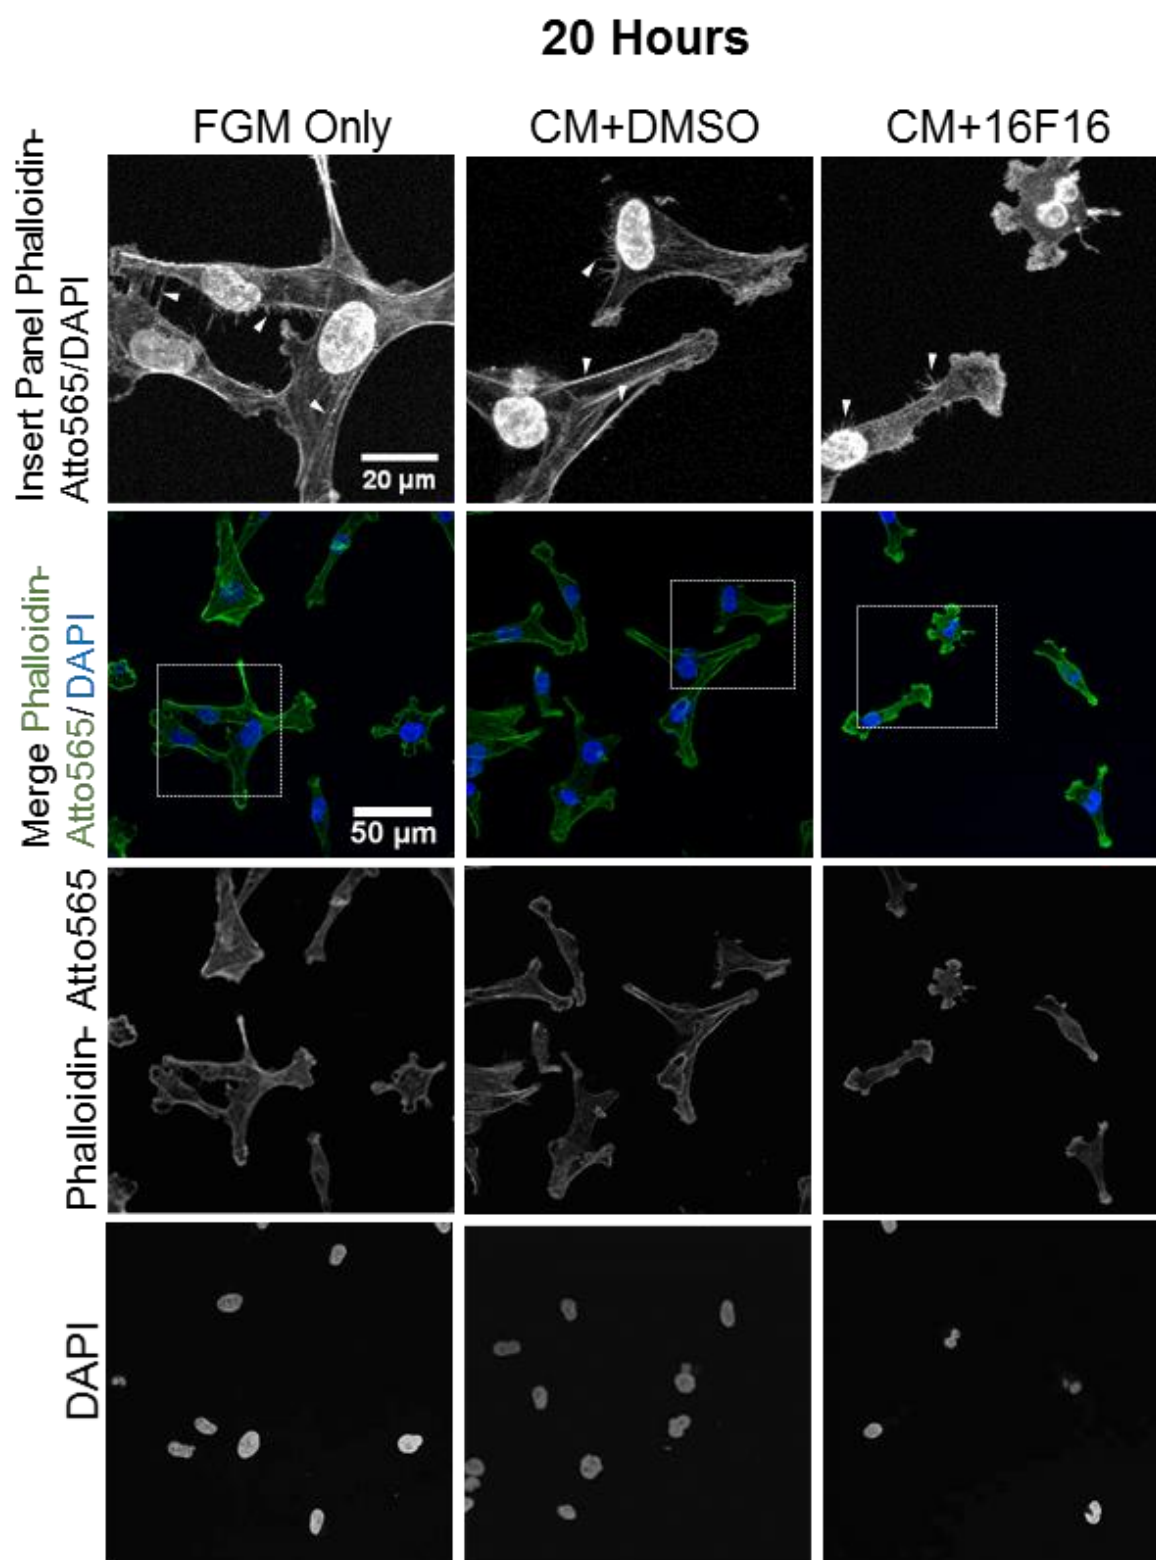 20 Hours
FGM Only
CM+DMSO
CM+16F16
Insert Panel Phalloidin-
Atto565/DAPI
20 µm
Merge Phalloidin-
Atto565/ DAPI
50 µm
Phalloidin- Atto565
DAPI